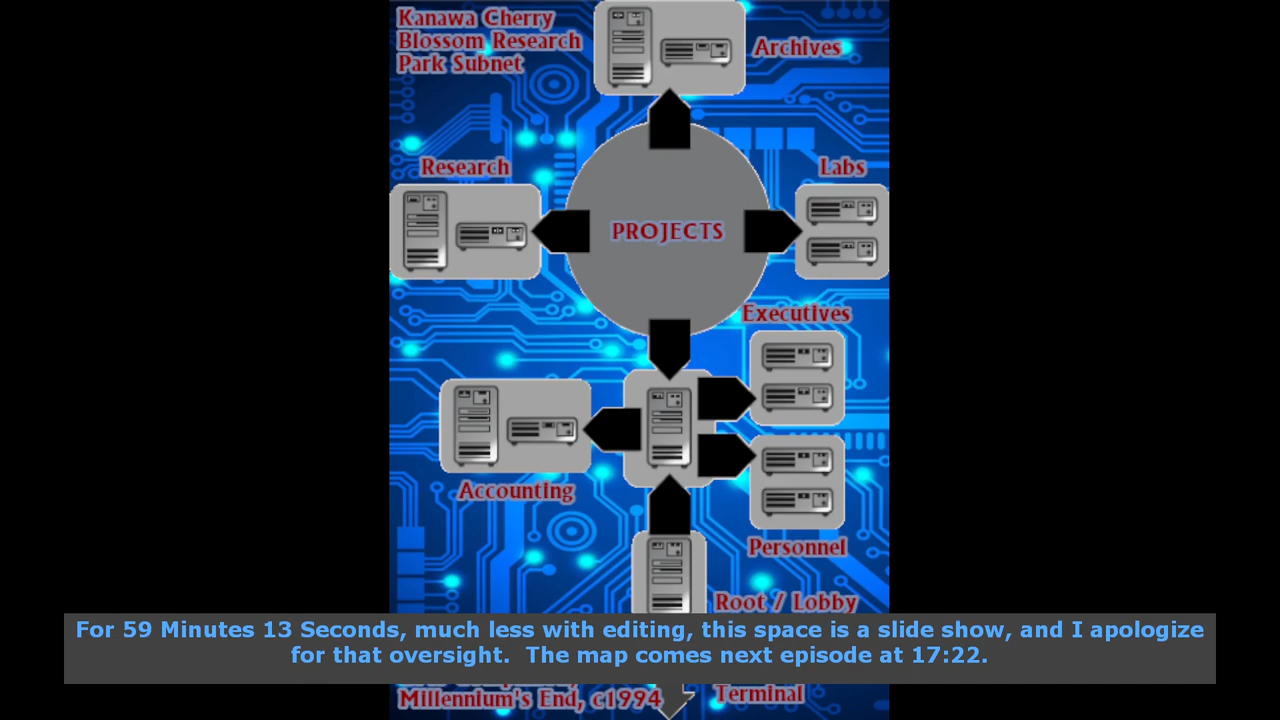 Kanawa Cherry
Blossom Research
Park Subnet
Archives
Research
Labs
PROJECTS
Executives
Accounting
Personnel
Root / Lobby
For 59 Minutes 13 Seconds, much less with editing, this space is a slide show, and I apologize
for that oversight. The map comes next episode at 17:22.
Millennium's End, c1994
Terminal